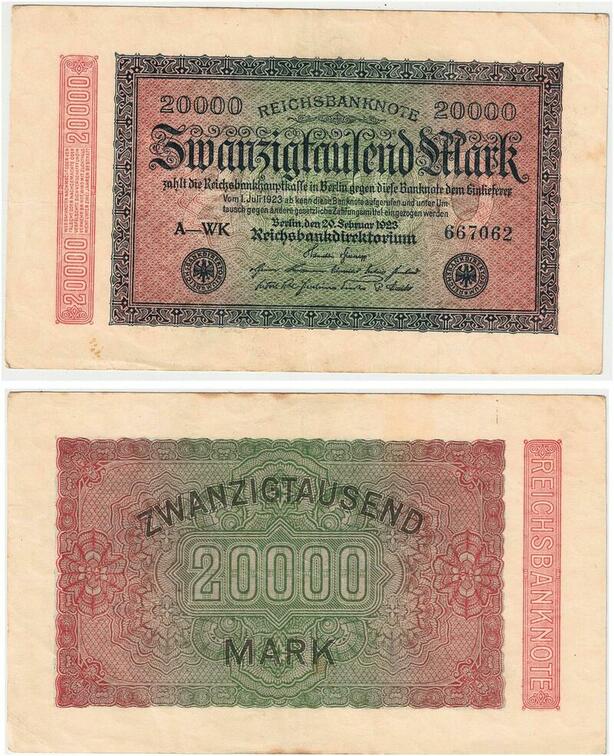 20000
20000
20000 REICHSBANKNOTE 20000
Zwanzigtausend Mark
zahlt die Reichsbankhauptkasse in Berlin gegen diese Banknote dem Einlieferer
Vom 1. Juli 1923 ab kann diese Banknote aufgerufen und unter Um-
tausch gegen andere gesetzliche Zahlungsmittel eingezogen werden
Berlin, den 20. Februar 1923
A–WK Reichsbankdirektorium 667062
ZWANZIGTAUSEND
20000
MARK
REICHSBANKNOTE